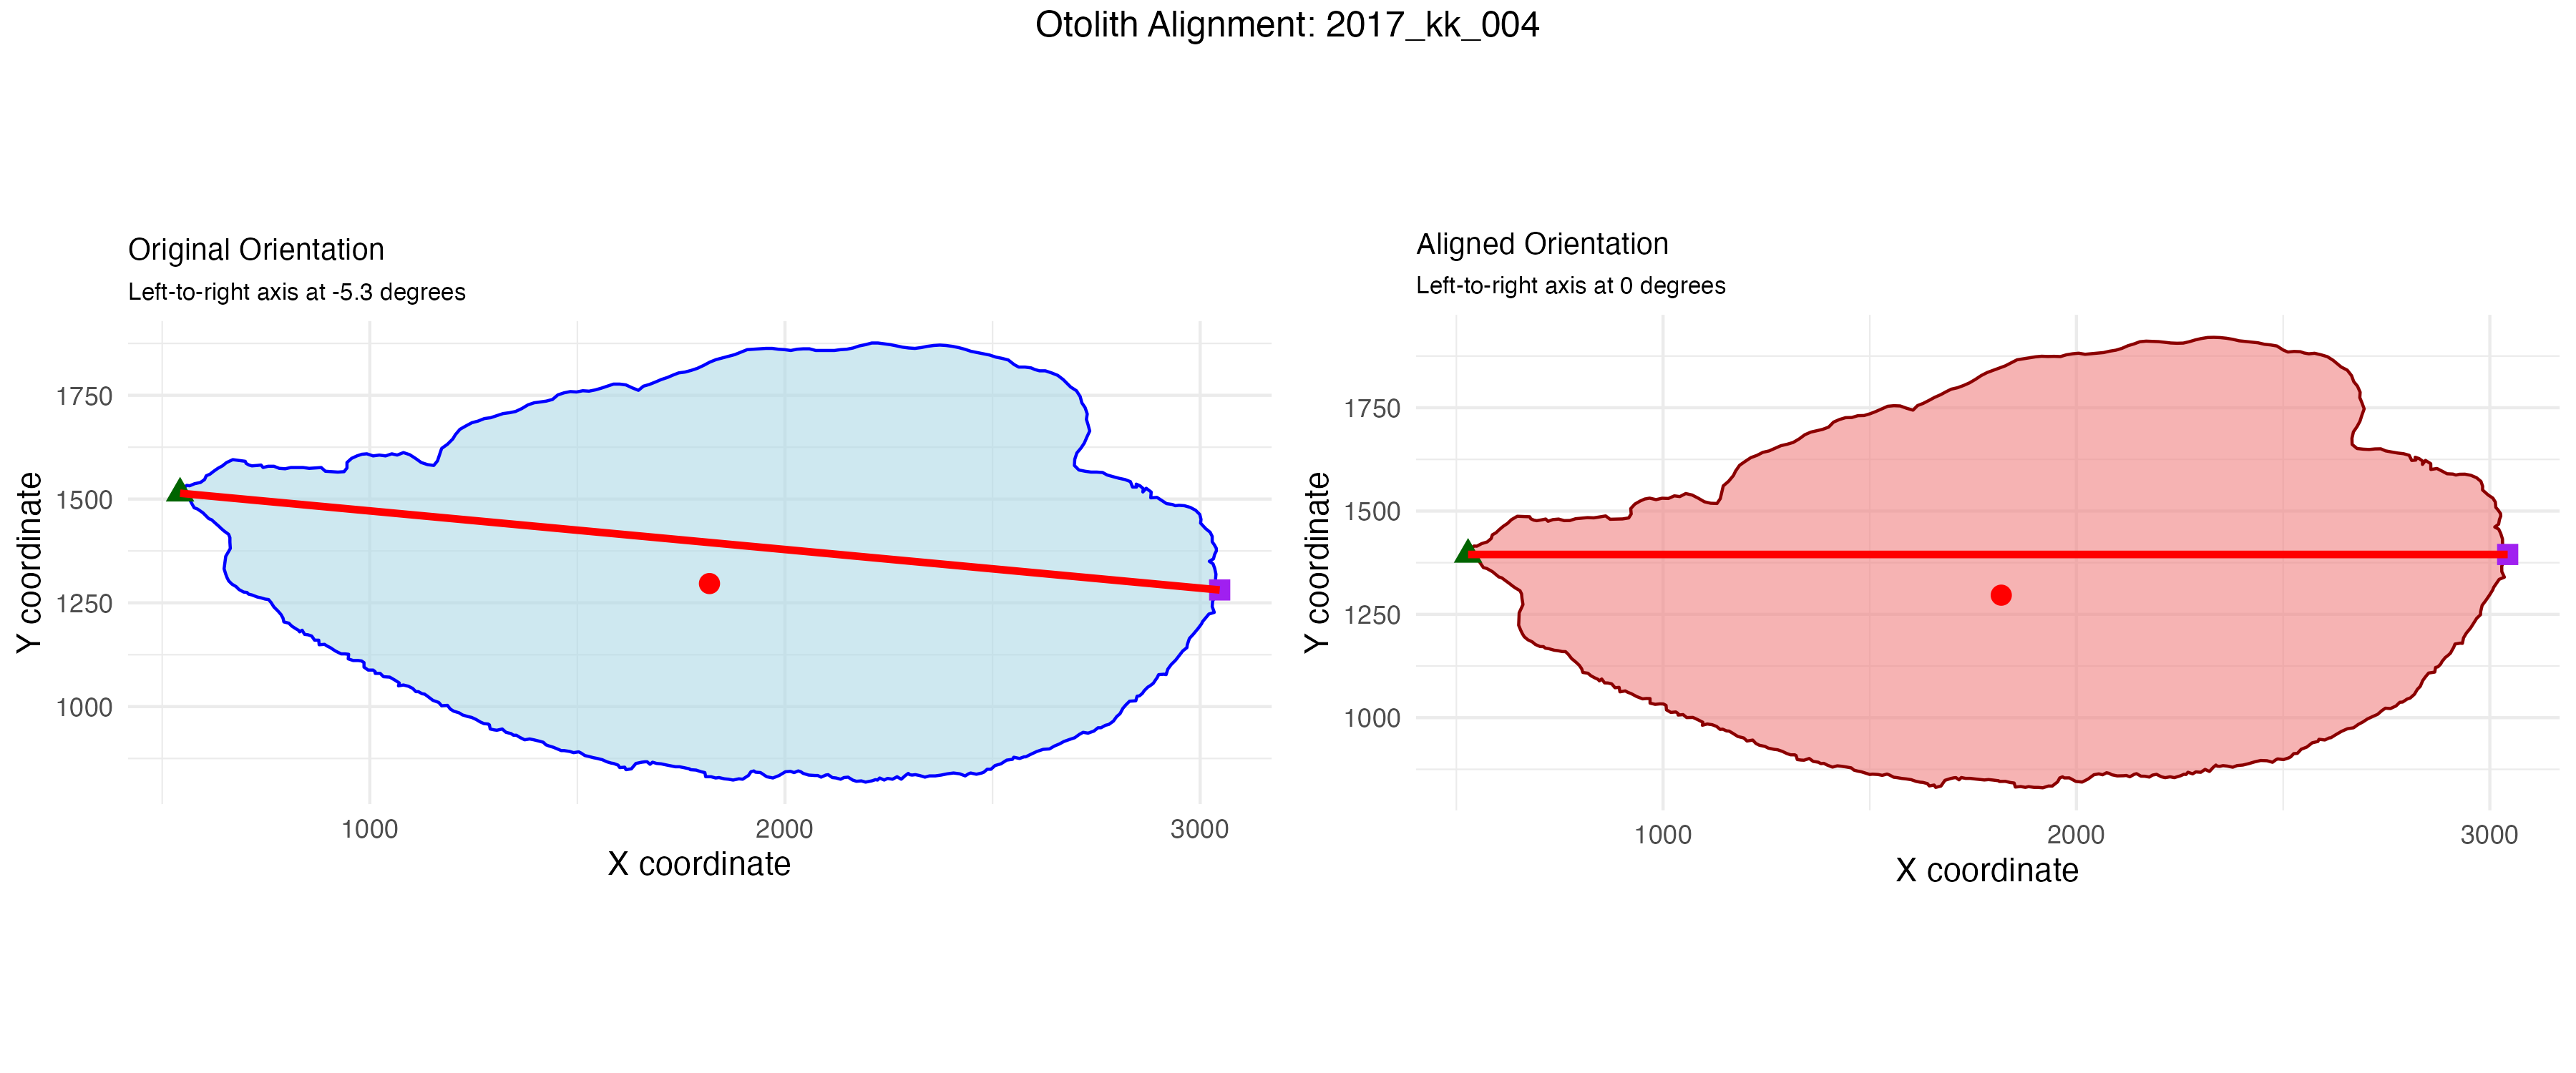 Otolith Alignment: 2017_kk_004
Original Orientation
Left-to-right axis at -5.3 degrees
Y coordinate
1750
1500
1250
1000
1000
2000
3000
X coordinate
Aligned Orientation
Left-to-right axis at 0 degrees
Y coordinate
1750
1500
1250
1000
1000
2000
3000
X coordinate